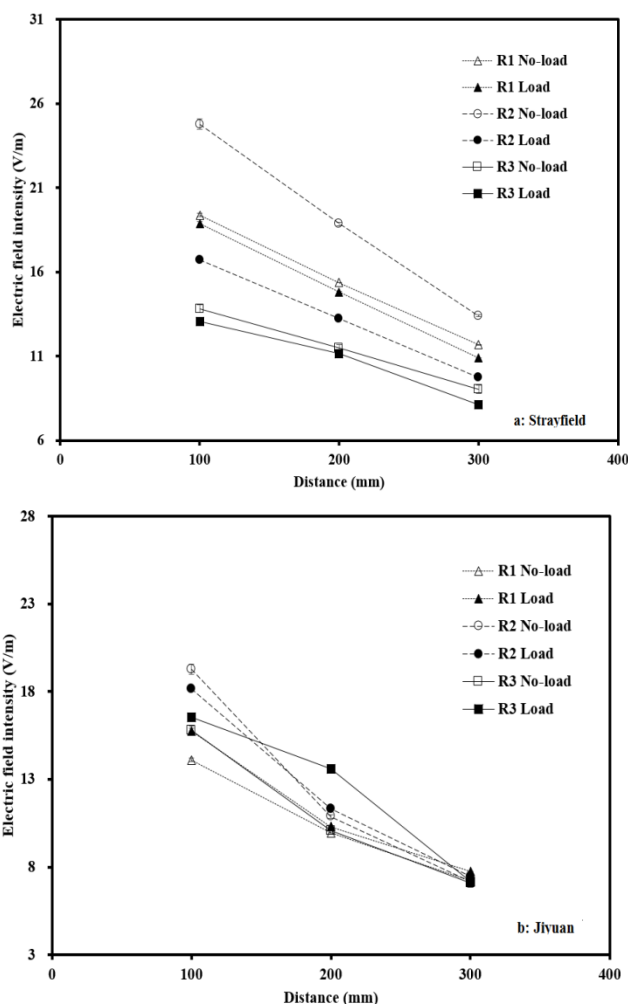 31
26
21
16
11
6
Electric field intensity (V/m)
R1 No-load
R1 Load
R2 No-load
R2 Load
R3 No-load
R3 Load
a: Strayfield
0 100 200 300 400
Distance (mm)
28
23
18
13
8
3
Electric field intensity (V/m)
R1 No-load
R1 Load
R2 No-load
R2 Load
R3 No-load
R3 Load
b: Jiyuan
0 100 200 300 400
Distance (mm)